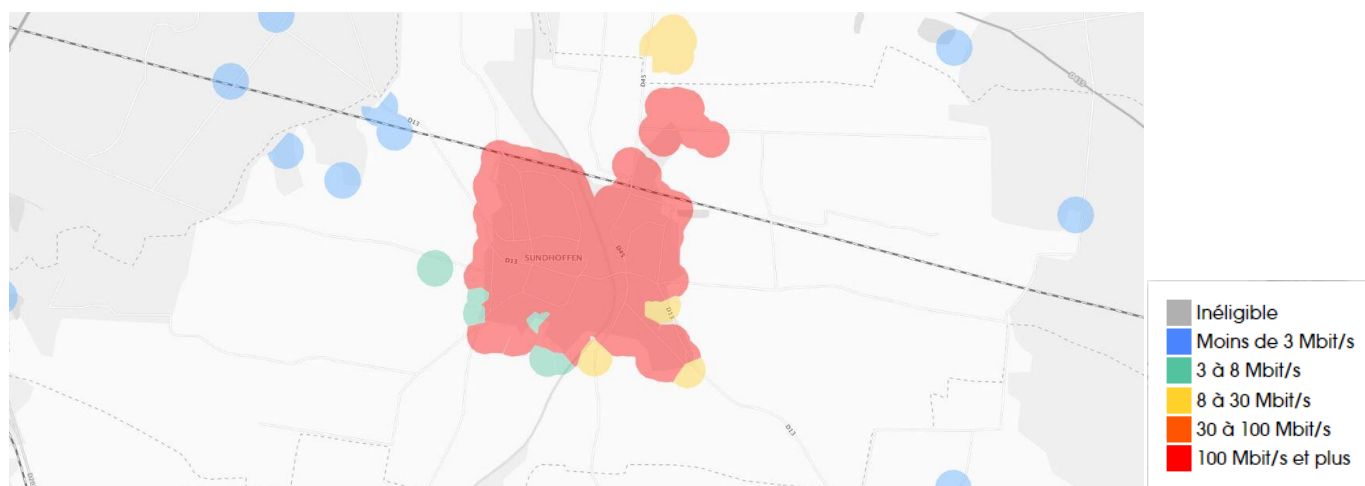 D45
D13
SUNDHOFFEN
D13
D45
D13
D13
Inéligible
Moins de 3 Mbit/s
3 à 8 Mbit/s
8 à 30 Mbit/s
30 à 100 Mbit/s
100 Mbit/s et plus